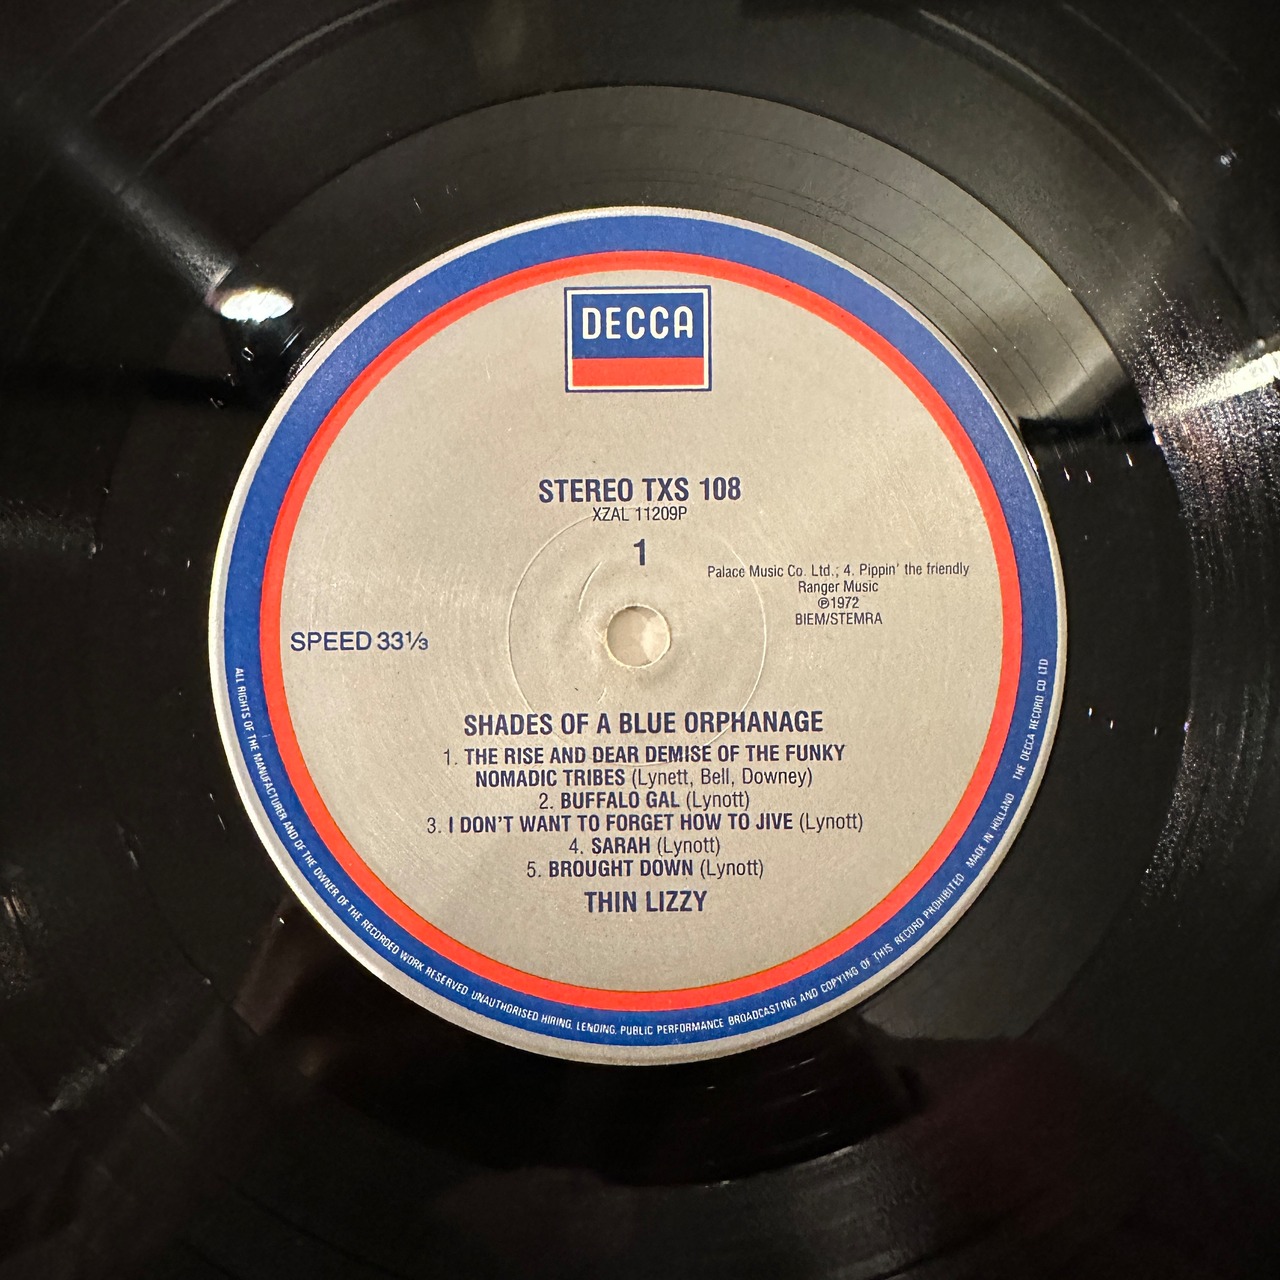 DECCA
STEREO TXS 108
XZAL 11209P
1
Palace Music Co. Ltd.; 4. Pippin' the friendly
Ranger Music
℗1972
BIEM/STEMRA
SPEED 33⅓
SHADES OF A BLUE ORPHANAGE
1. THE RISE AND DEAR DEMISE OF THE FUNKY
NOMADIC TRIBES (Lynett, Bell, Downey)
2. BUFFALO GAL (Lynott)
3. I DON'T WANT TO FORGET HOW TO JIVE (Lynott)
4. SARAH (Lynott)
5. BROUGHT DOWN (Lynott)
THIN LIZZY
ALL RIGHTS OF THE MANUFACTURER AND OF THE OWNER OF THE RECORDED WORK RESERVED UNAUTHORISED HIRING, LENDING, PUBLIC PERFORMANCE BROADCASTING AND COPYING OF THIS RECORD PROHIBITED MADE IN HOLLAND THE DECCA RECORD CO LTD